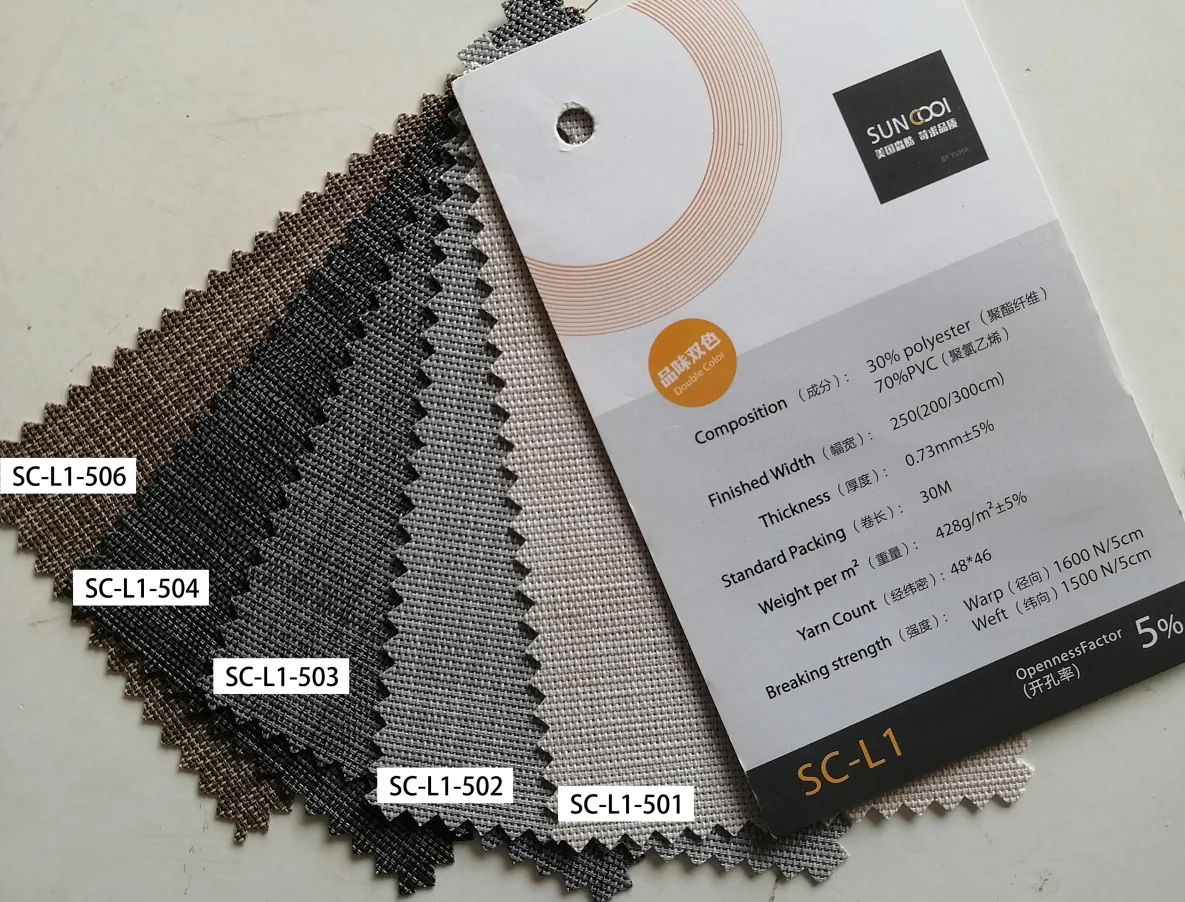 SUNCOOI
美国森酷 苛求品质
BY YUMA
品味双色
Double Color
Composition（成分）： 30% polyester（聚酯纤维）
70%PVC（聚氯乙烯）
Finished Width（幅宽）： 250(200/300cm)
Thickness（厚度）： 0.73mm±5%
Standard Packing（卷长）： 30M
Weight per m²（重量）： 428g/m²±5%
Yarn Count（经纬密）：48*46
Breaking strength（强度）： Warp（径向）1600 N/5cm
Weft（纬向）1500 N/5cm
OpennessFactor 5%
(开孔率)
SC-L1
SC-L1-506
SC-L1-504
SC-L1-503
SC-L1-502
SC-L1-501